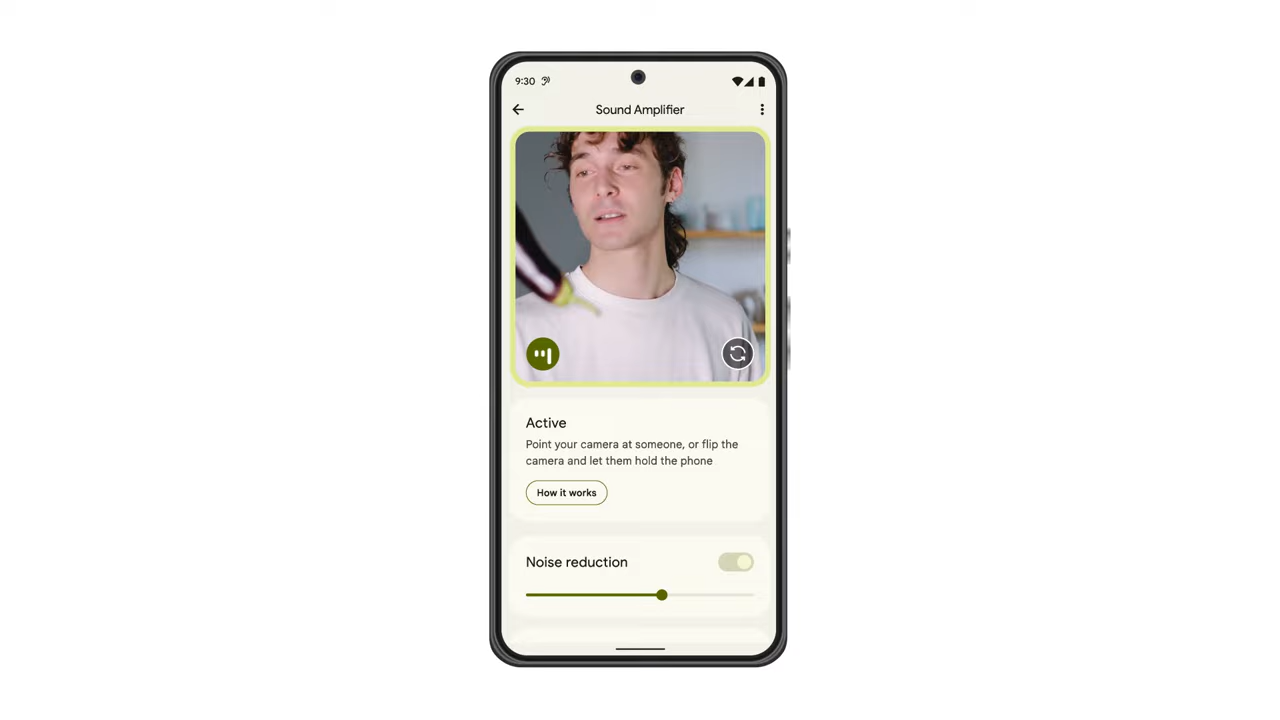 9:30
Sound Amplifier
Active
Point your camera at someone, or flip the
camera and let them hold the phone
How it works
Noise reduction